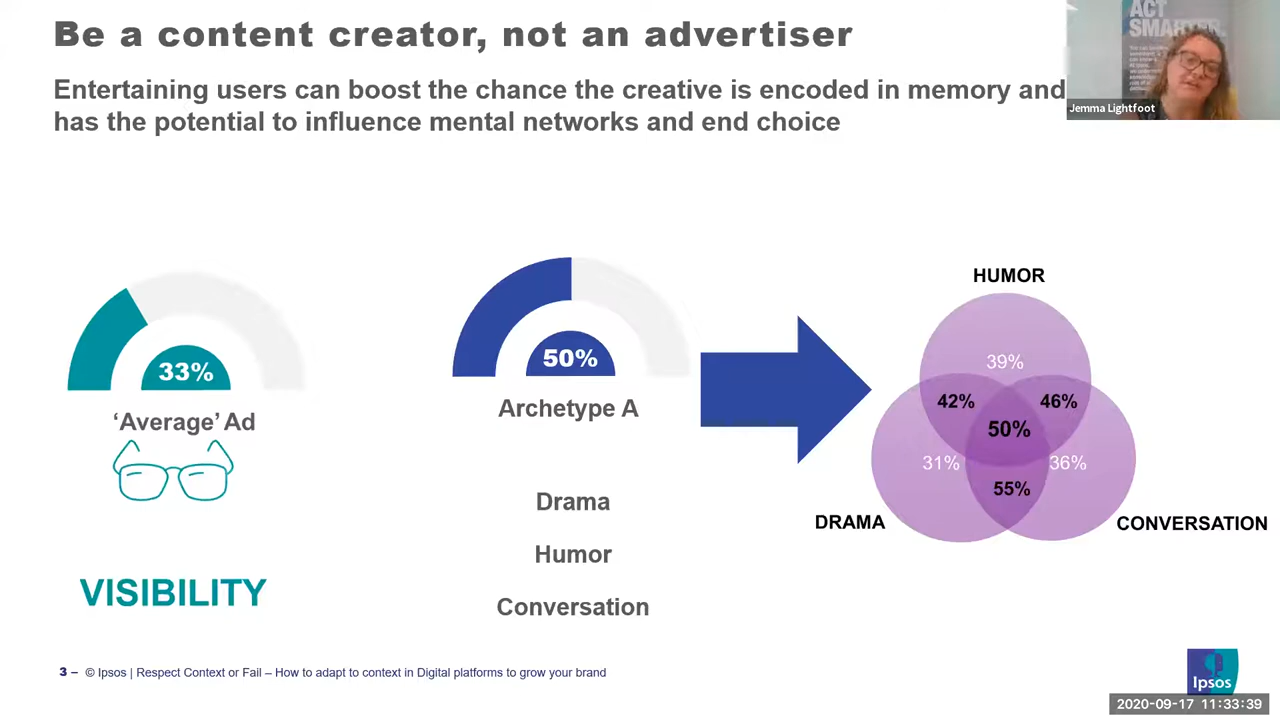 Be a content creator, not an advertiser
Entertaining users can boost the chance the creative is encoded in memory and
has the potential to influence mental networks and end choice
ACT
SMARTER.
Jemma Lightfoot
33%
‘Average’ Ad
VISIBILITY
50%
Archetype A
Drama
Humor
Conversation
HUMOR
39%
42%
46%
50%
31%
36%
55%
DRAMA
CONVERSATION
3 – © Ipsos | Respect Context or Fail – How to adapt to context in Digital platforms to grow your brand
Ipsos
2020-09-17 11:33:39